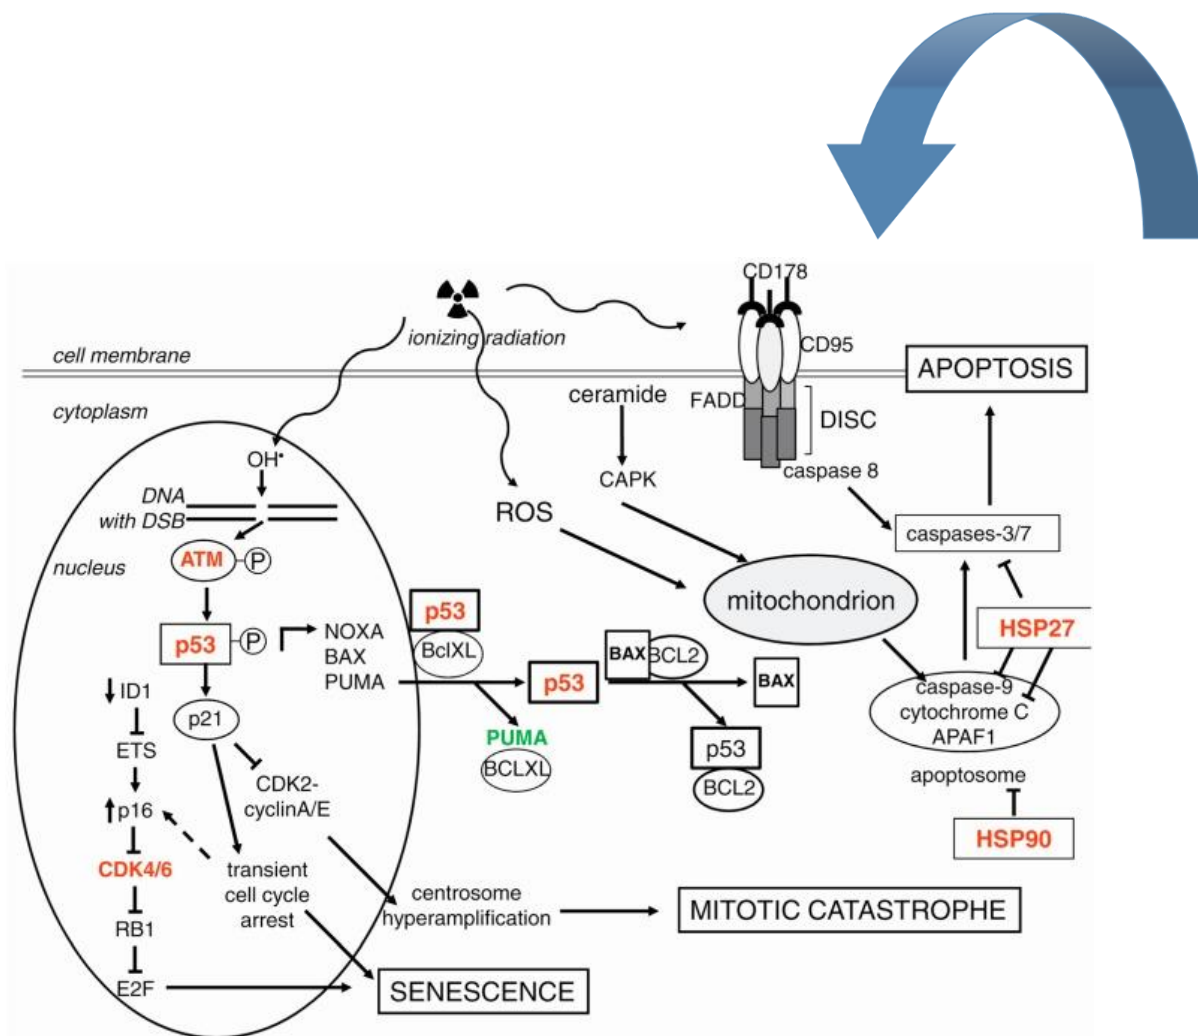 CD178
ionizing radiation
cell membrane
CD95
APOPTOSIS
cytoplasm
ceramide
FADD
DISC
OH•
caspase 8
CAPK
DNA
with DSB
ROS
caspases-3/7
nucleus
ATM
P
mitochondrion
p53
HSP27
p53
P
NOXA
BAX
PUMA
BclXL
BAX
BCL2
p53
BAX
caspase-9
cytochrome C
APAF1
ID1
p21
ETS
PUMA
BCLXL
p53
BCL2
apoptosome
CDK2-
cyclinA/E
p16
HSP90
CDK4/6
transient
cell cycle
arrest
centrosome
hyperamplification
MITOTIC CATASTROPHE
RB1
E2F
SENESCENCE